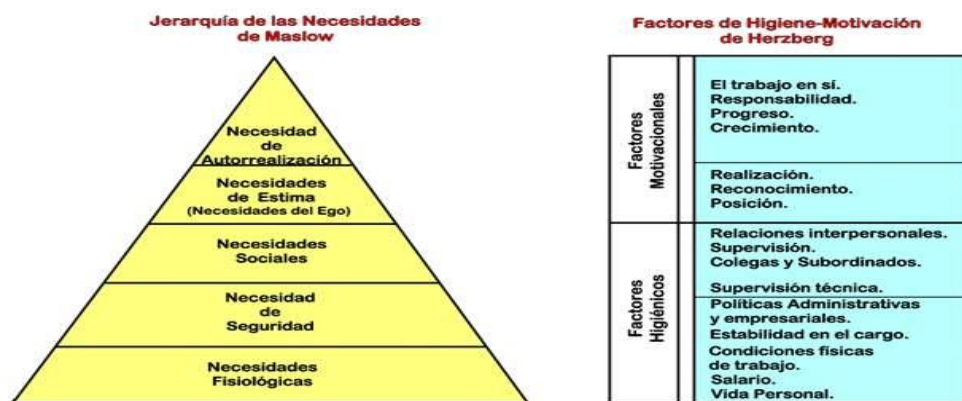 Jerarquía de las Necesidades
de Maslow
Necesidad
de
Autorrealización
Necesidades
de Estima
(Necesidades del Ego)
Necesidades
Sociales
Necesidad
de
Seguridad
Necesidades
Fisiológicas
Factores de Higiene-Motivación
de Herzberg
Factores
Motivacionales
El trabajo en sí.
Responsabilidad.
Progreso.
Crecimiento.
Realización.
Reconocimiento.
Posición.
Factores
Higiénicos
Relaciones interpersonales.
Supervisión.
Colegas y Subordinados.
Supervisión técnica.
Políticas Administrativas
y empresariales.
Estabilidad en el cargo.
Condiciones físicas
de trabajo.
Salario.
Vida Personal.